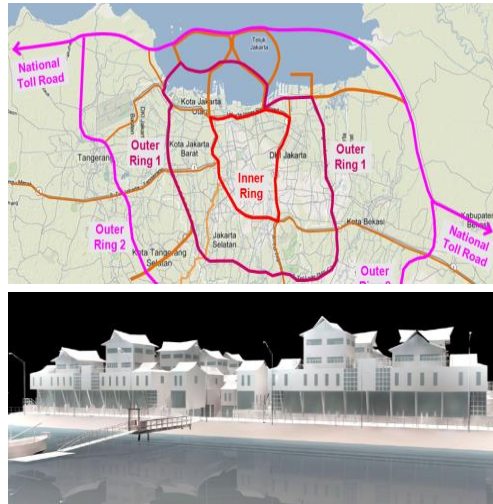 Teluk
Jakarta
National
Toll Road
Kota Jakarta
Outer
Ring 1
Kota Jakarta
Barat
DKI Jakarta
Outer
Ring 1
Tangerang
Inner
Ring
Outer
Ring 2
Jakarta
Selatan
Kota Bekasi
Kabupaten
National
Toll Road
Kota Tangerang
Selatan
Outer